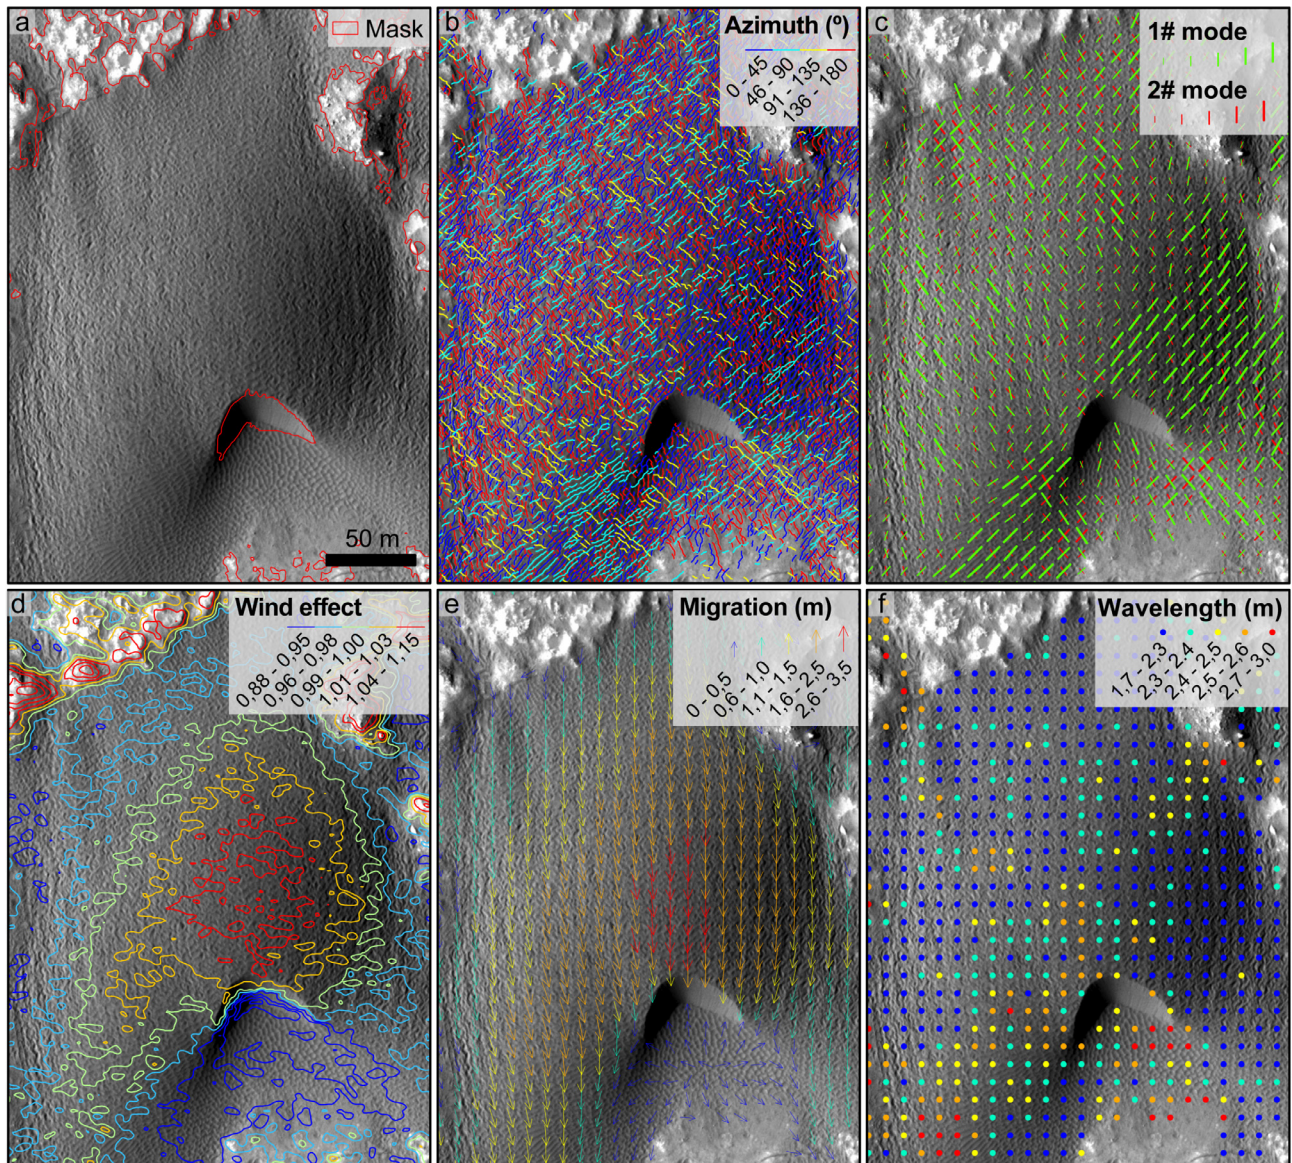 a
Mask
50 m
b
Azimuth (º)
0 - 45
46 - 90
91 - 135
136 - 180
c
1# mode
2# mode
d
Wind effect
0,88 - 0,95
0,96 - 0,98
0,99 - 1,00
1,01 - 1,03
1,04 - 1,15
e
Migration (m)
0 - 0,5
0,6 - 1,0
1,1 - 1,5
1,6 - 2,5
2,6 - 3,5
f
Wavelength (m)
1,7 - 2,3
2,3 - 2,4
2,4 - 2,5
2,5 - 2,6
2,7 - 3,0